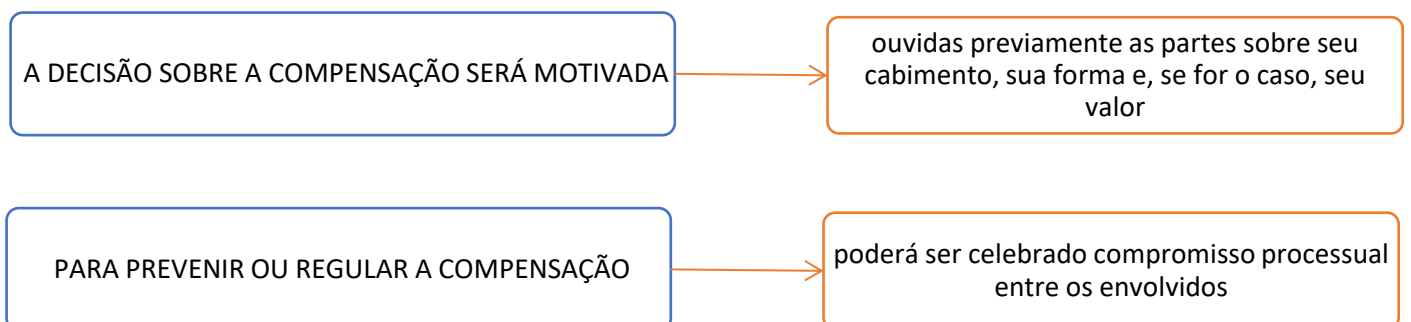 A DECISÃO SOBRE A COMPENSAÇÃO SERÁ MOTIVADA
ouvidas previamente as partes sobre seu
cabimento, sua forma e, se for o caso, seu
valor
PARA PREVENIR OU REGULAR A COMPENSAÇÃO
poderá ser celebrado compromisso processual
entre os envolvidos